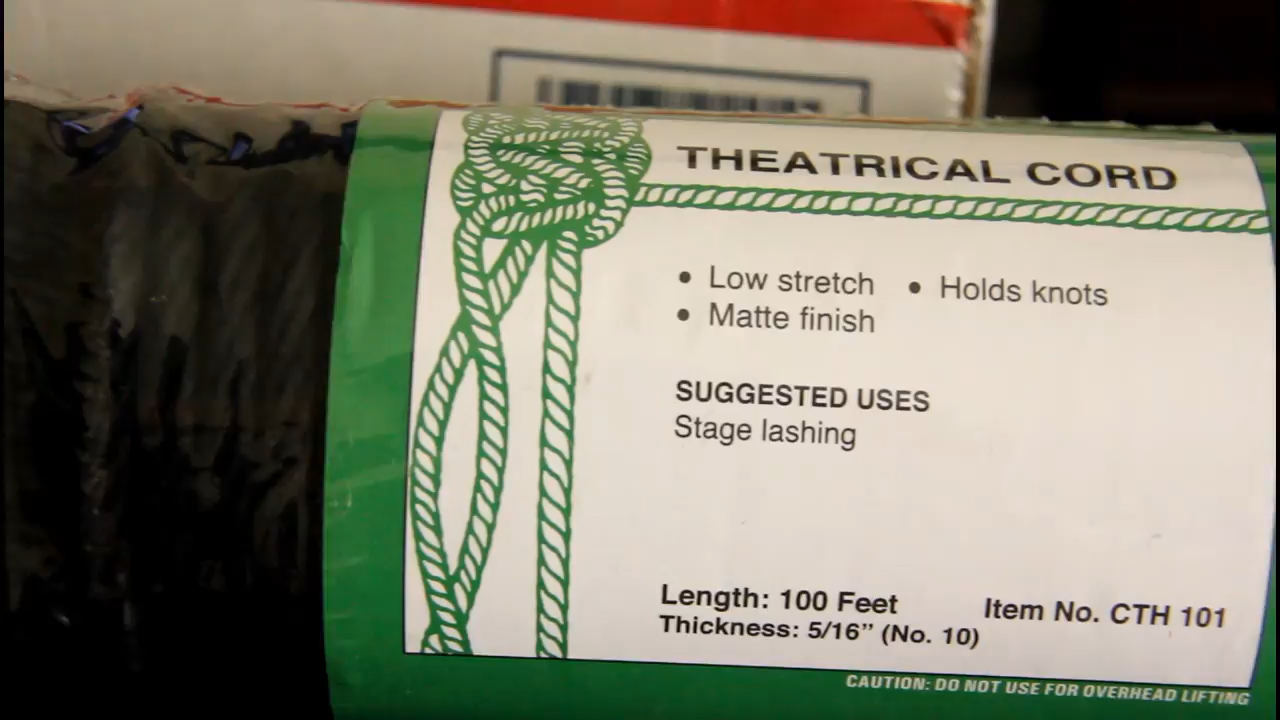 THEATRICAL CORD
• Low stretch • Holds knots
• Matte finish
SUGGESTED USES
Stage lashing
Length: 100 Feet Item No. CTH 101
Thickness: 5/16” (No. 10)
CAUTION: DO NOT USE FOR OVERHEAD LIFTING